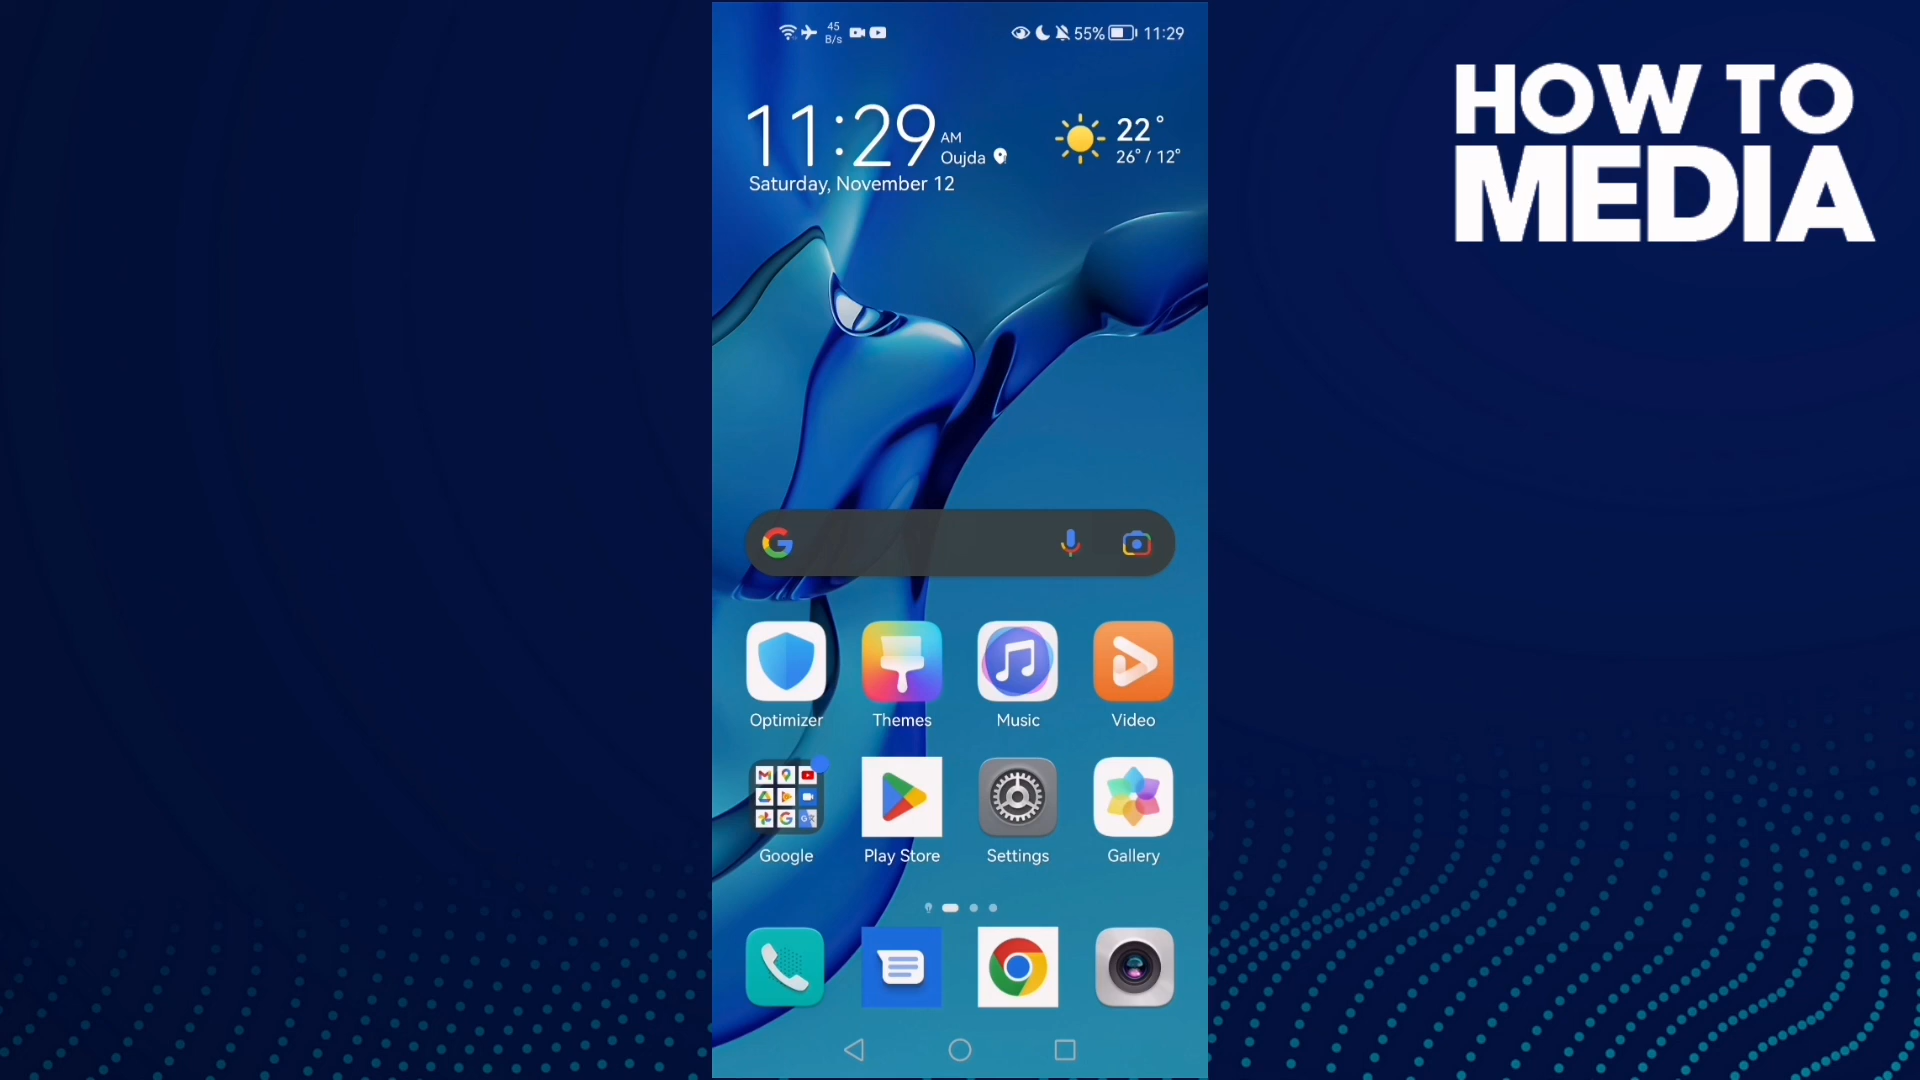 45
B/s
55%
11:29
HOW TO
MEDIA
11:29
AM
Oujda
Saturday, November 12
22°
26° / 12°
Optimizer
Themes
Music
Video
Google
Play Store
Settings
Gallery